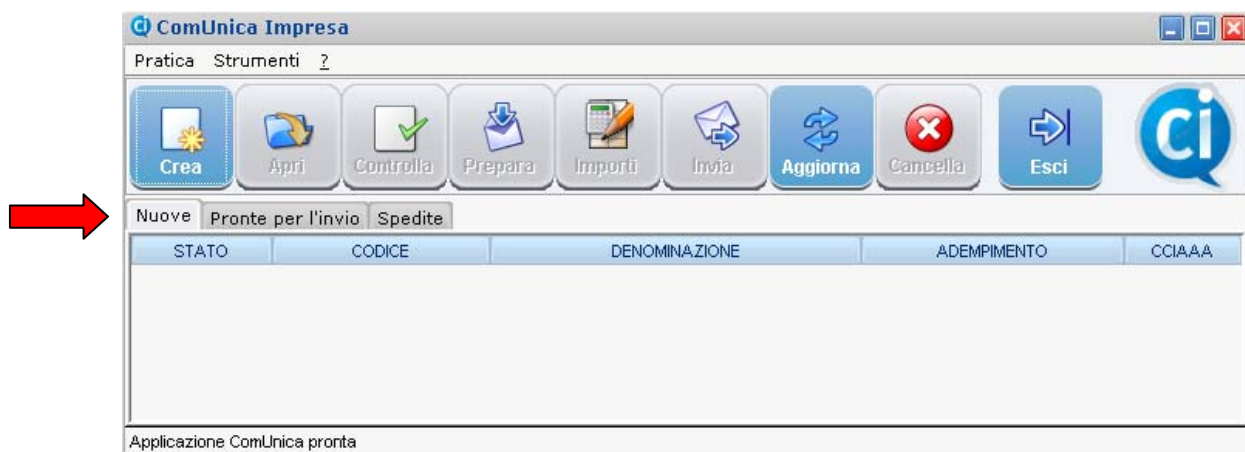 ComUnica Impresa
Pratica Strumenti ?
Crea Apri Controlla Prepara Importi Invia Aggiorna Cancella Esci Ci
Nuove Pronte per l'invio Spedite
STATO CODICE DENOMINAZIONE ADEMPIMENTO CCIAAA
Applicazione ComUnica pronta